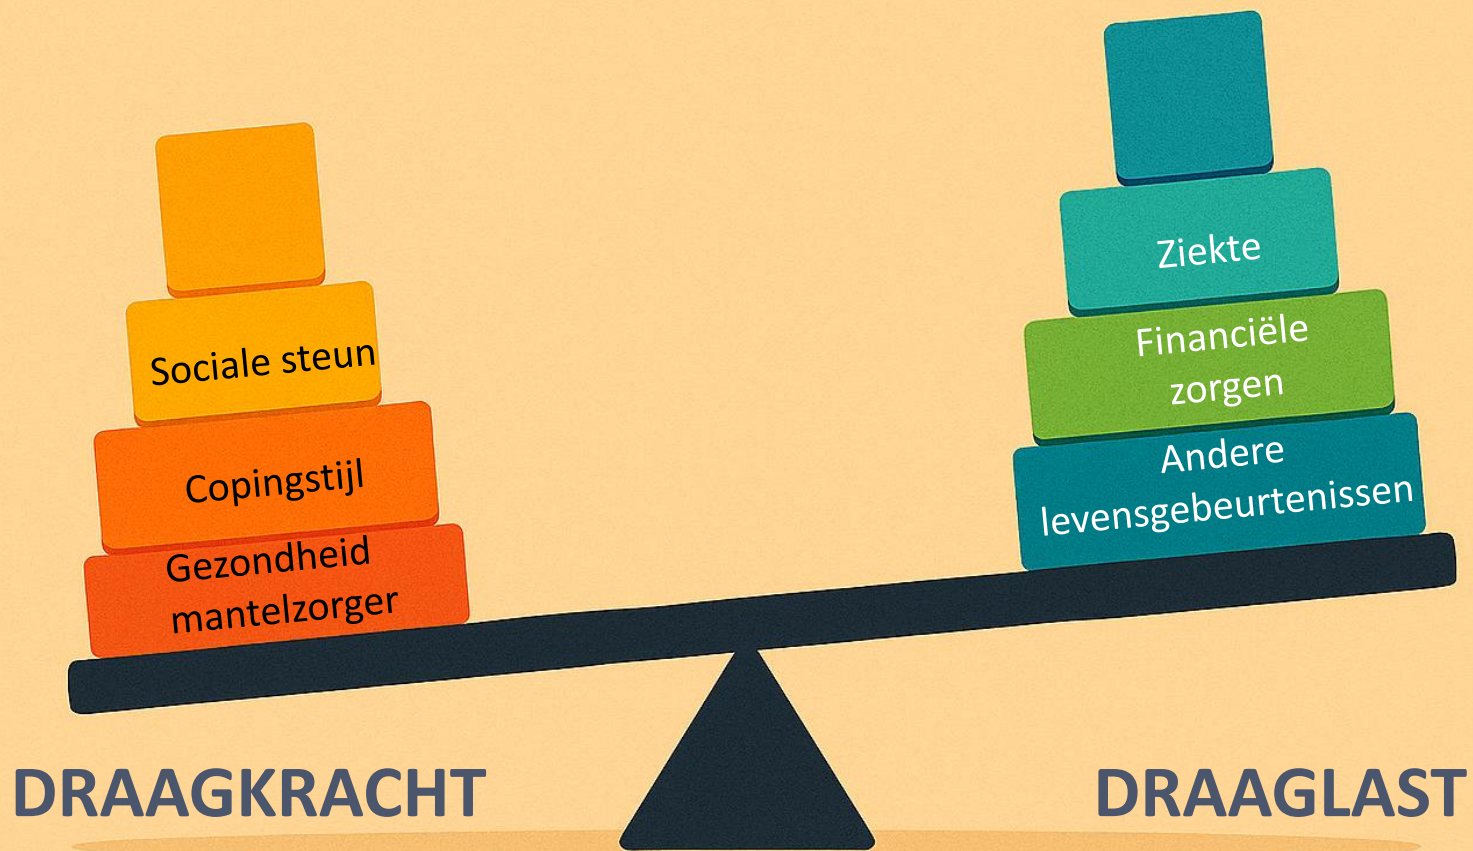 Sociale steun
Copingstijl
Gezondheid
mantelzorger
Ziekte
Financiële
zorgen
Andere
levensgebeurtenissen
DRAAGKRACHT
DRAAGLAST